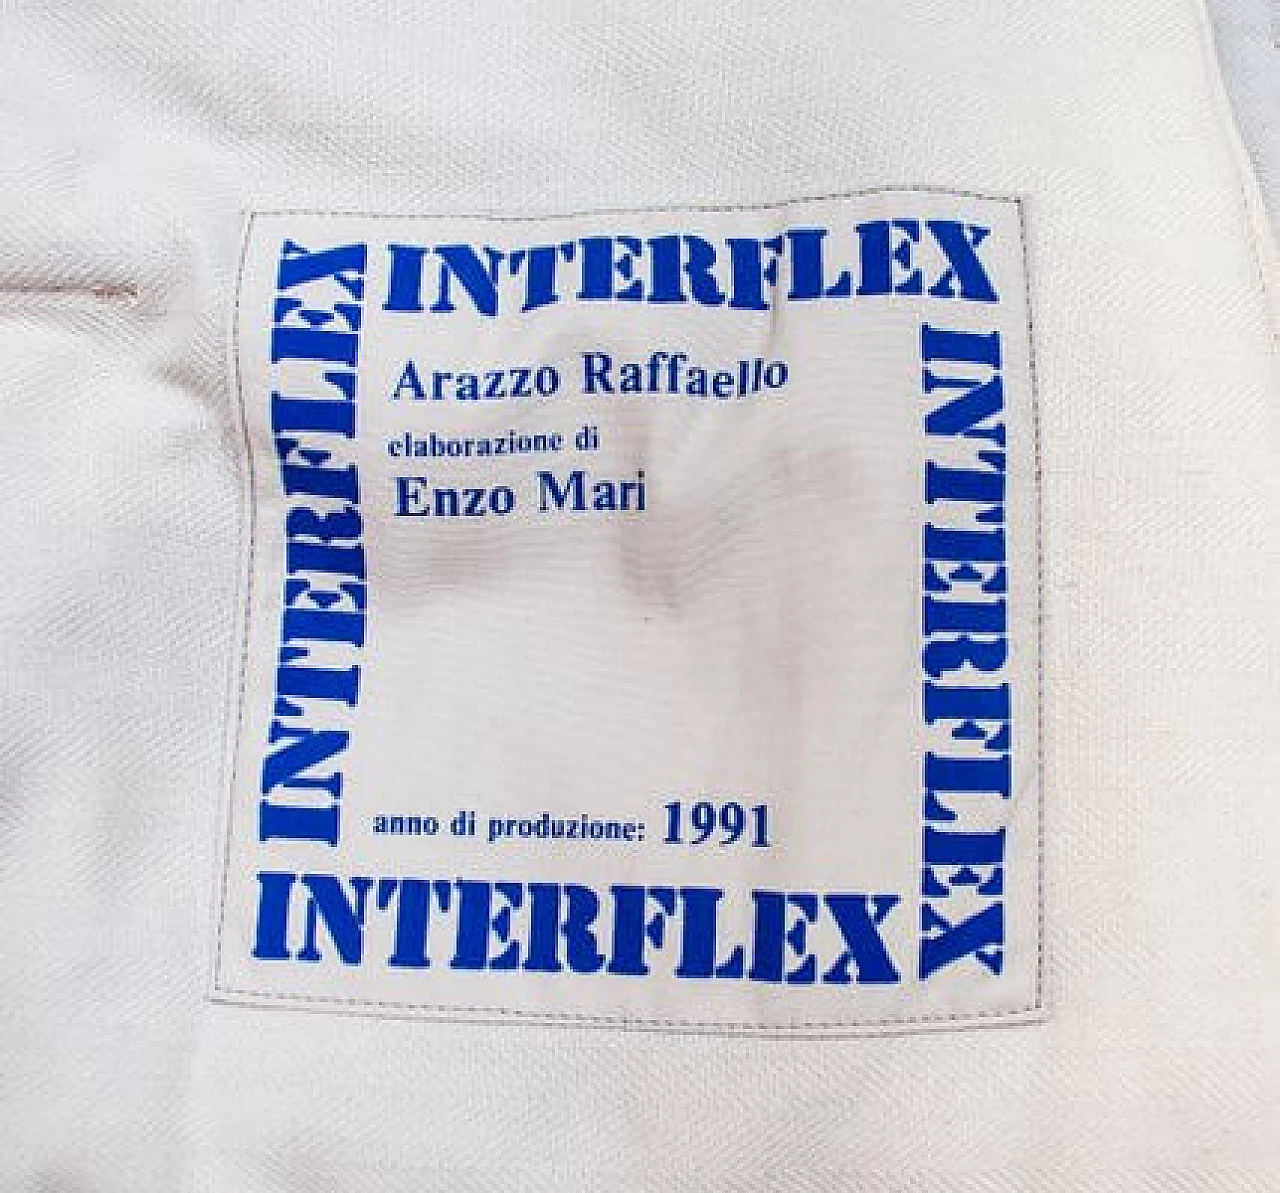 INTERFLEX
INTERFLEX
Arazzo Raffaello
elaborazione di
Enzo Mari
anno di produzione: 1991
INTERFLEX
INTERFLEX